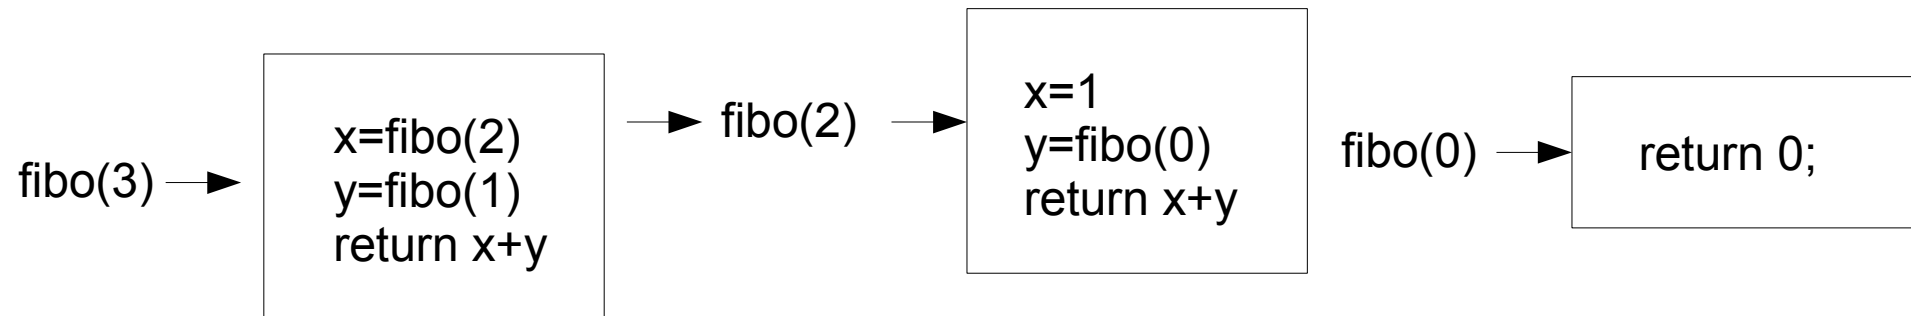 fibo(3)
x=fibo(2)
y=fibo(1)
return x+y
fibo(2)
x=1
y=fibo(0)
return x+y
fibo(0)
return 0;